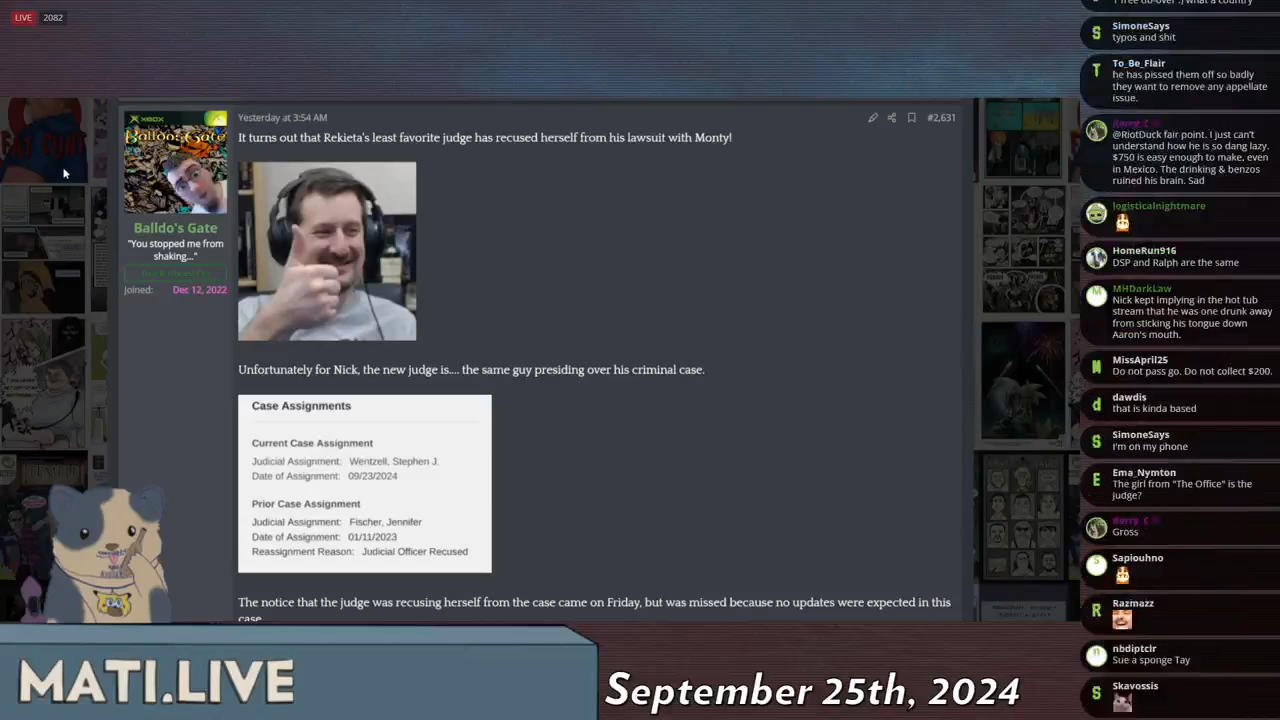 LIVE 2082
Yesterday at 3:54 AM
#2,631
It turns out that Rekieta's least favorite judge has recused herself from his lawsuit with Monty!
XBOX
Balldo's Gate
Balldo's Gate
"You stopped me from
shaking..."
Joined: Dec 12, 2022
Unfortunately for Nick, the new judge is.... the same guy presiding over his criminal case.
Case Assignments
Current Case Assignment
Judicial Assignment: Wentzell, Stephen J.
Date of Assignment: 09/23/2024
Prior Case Assignment
Judicial Assignment: Fischer, Jennifer
Date of Assignment: 01/11/2023
Reassignment Reason: Judicial Officer Recused
The notice that the judge was recusing herself from the case came on Friday, but was missed because no updates were expected in this
case
MATI.LIVE
September 25th, 2024
SimoneSays
typos and shit
To_Be_Flair
he has pissed them off so badly
they want to remove any appellate
issue.
@RiotDuck fair point. I just can't
understand how he is so dang lazy.
$750 is easy enough to make, even
in Mexico. The drinking & benzos
ruined his brain. Sad
logisticalnightmare
HomeRun916
DSP and Ralph are the same
MHDarkLaw
Nick kept implying in the hot tub
stream that he was one drunk away
from sticking his tongue down
Aaron's mouth.
MissApril25
Do not pass go. Do not collect $200.
dawdis
that is kinda based
SimoneSays
I'm on my phone
Ema_Nymton
The girl from "The Office" is the
judge?
Gross
Sapiouhno
Razmazz
nbdiptclr
Sue a sponge Tay
Skavossis